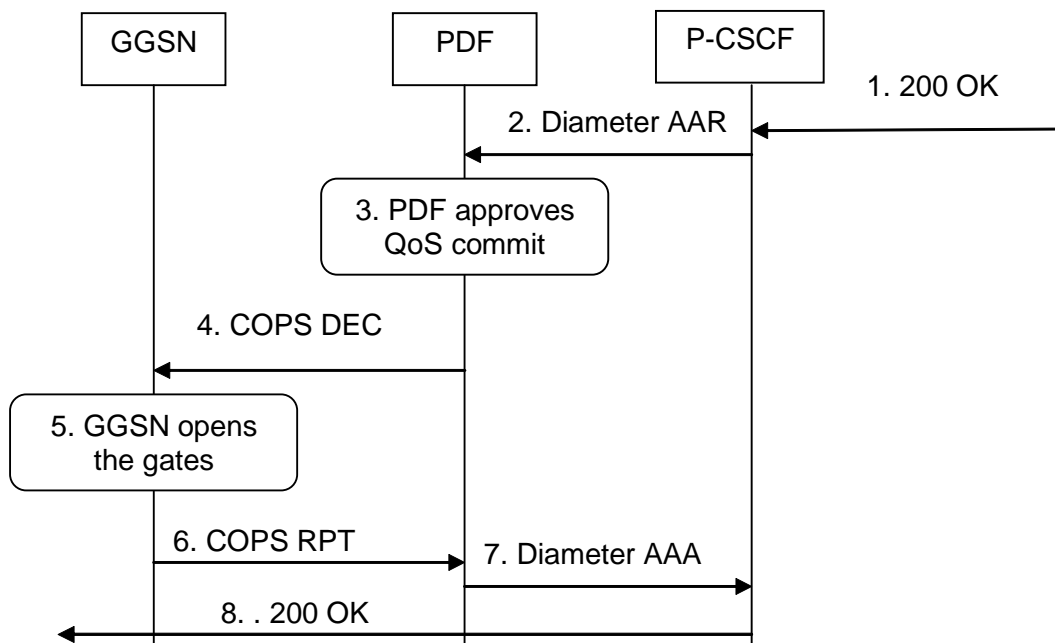 GGSN
PDF
P-CSCF
1. 200 OK
2. Diameter AAR
3. PDF approves
QoS commit
4. COPS DEC
5. GGSN opens
the gates
6. COPS RPT
7. Diameter AAA
8. . 200 OK